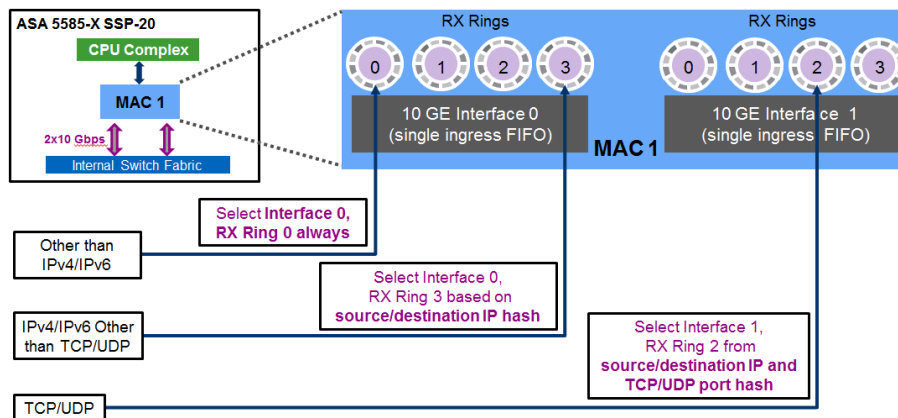 ASA 5585-X SSP-20
CPU Complex
MAC 1
2x10 Gbps
Internal Switch Fabric
RX Rings
RX Rings
0
1
2
3
0
1
2
3
10 GE Interface 0
(single ingress FIFO)
10 GE Interface 1
(single ingress FIFO)
MAC 1
Select Interface 0,
RX Ring 0 always
Other than
IPv4/IPv6
Select Interface 0,
RX Ring 3 based on
source/destination IP hash
IPv4/IPv6 Other
than TCP/UDP
Select Interface 1,
RX Ring 2 from
source/destination IP and
TCP/UDP port hash
TCP/UDP